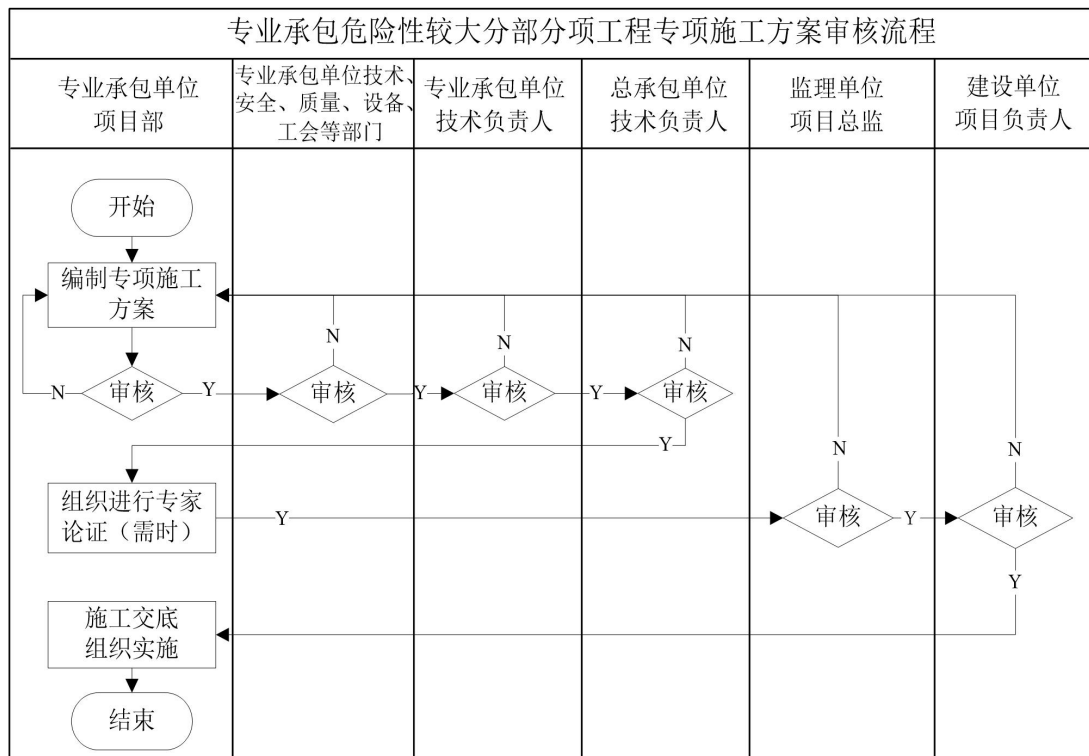 专业承包危险性较大分部分项工程专项施工方案审核流程
专业承包单位
项目部
专业承包单位技术、
安全、质量、设备、
工会等部门
专业承包单位
技术负责人
总承包单位
技术负责人
监理单位
项目总监
建设单位
项目负责人
开始
编制专项施工
方案
N
N
N
N
审核
Y
审核
Y
审核
Y
审核
Y
N
N
组织进行专家
论证（需时）
Y
审核
Y
审核
Y
施工交底
组织实施
结束